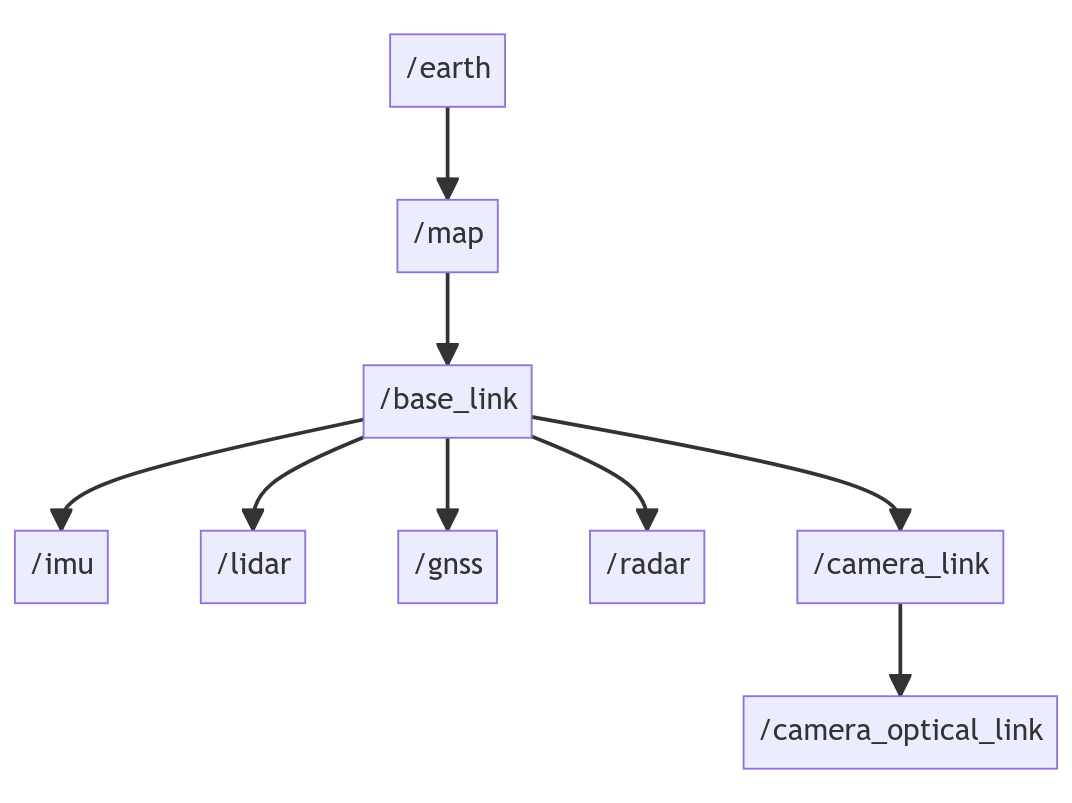 /earth
/map
/base_link
/imu
/lidar
/gnss
/radar
/camera_link
/camera_optical_link